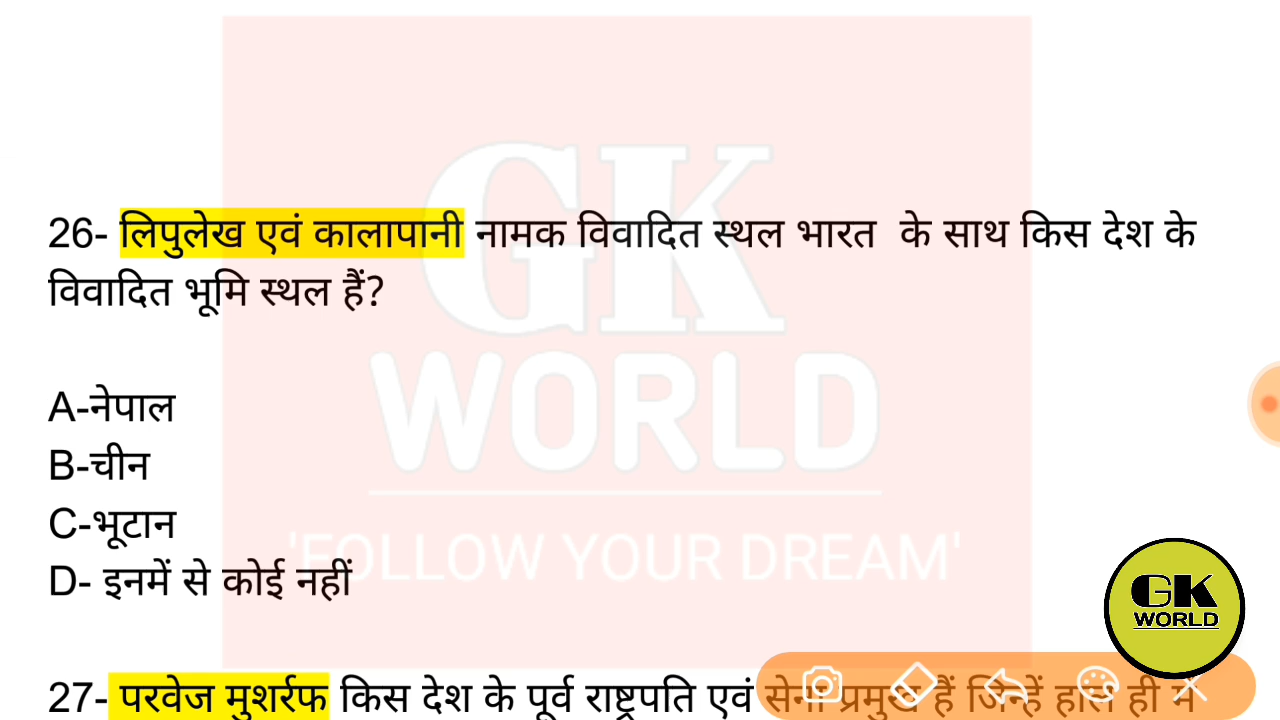 GK
WORLD
'FOLLOW YOUR DREAM'
26- लिपुलेख एवं कालापानी नामक विवादित स्थल भारत के साथ किस देश के
विवादित भूमि स्थल हैं?
A-नेपाल
B-चीन
C-भूटान
D- इनमें से कोई नहीं
27- परवेज मुशर्रफ किस देश के पूर्व राष्ट्रपति एवं सेना प्रमुख हैं जिन्हें हाल ही में
GK
WORLD